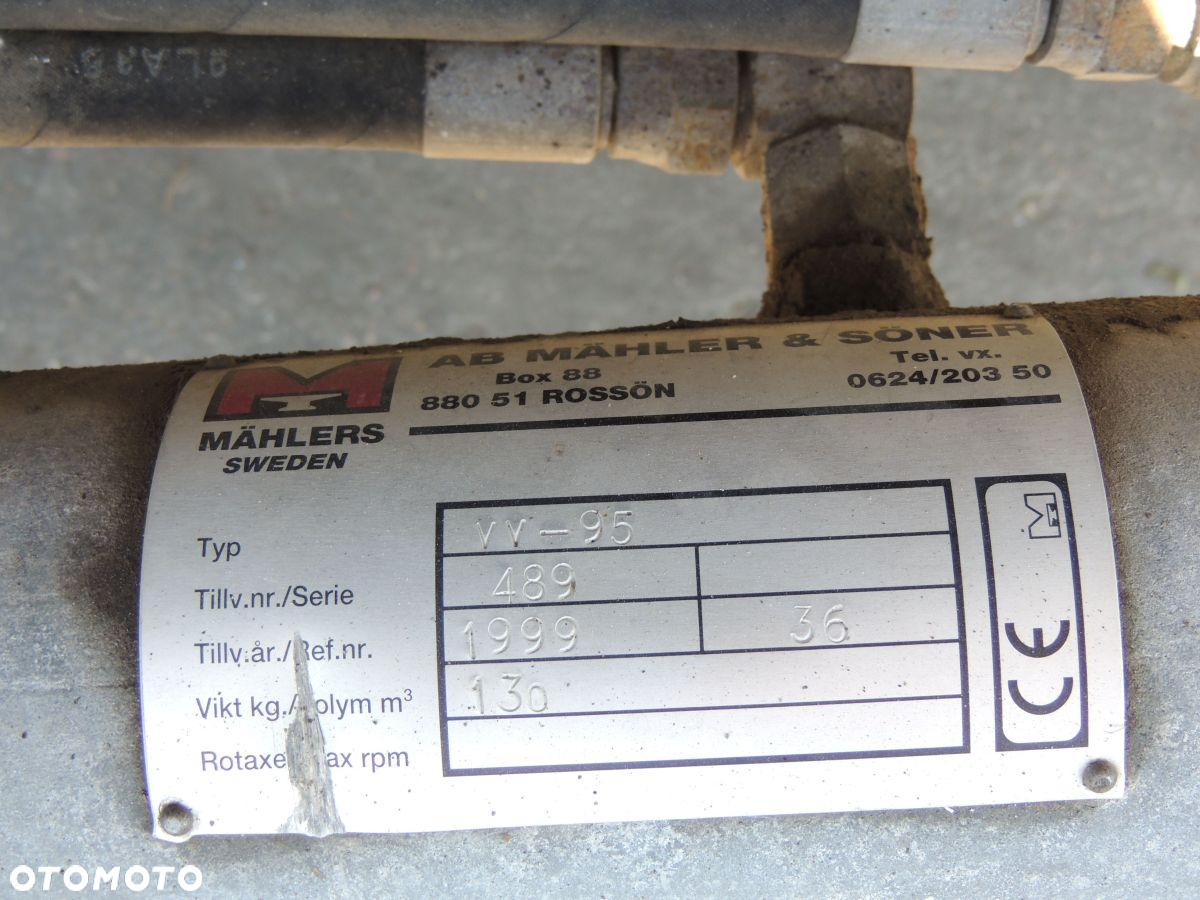 AB MÄHLER & SÖNER
Box 88 Tel. vx.
880 51 ROSSÖN 0624/203 50
MÄHLERS
SWEDEN
Typ VV-95
Tillv.nr./Serie 489
Tillv.år./Ref.nr. 1999 36
Vikt kg./Volym m³ 130
Rotaxel max rpm
CE
OTOMOTO